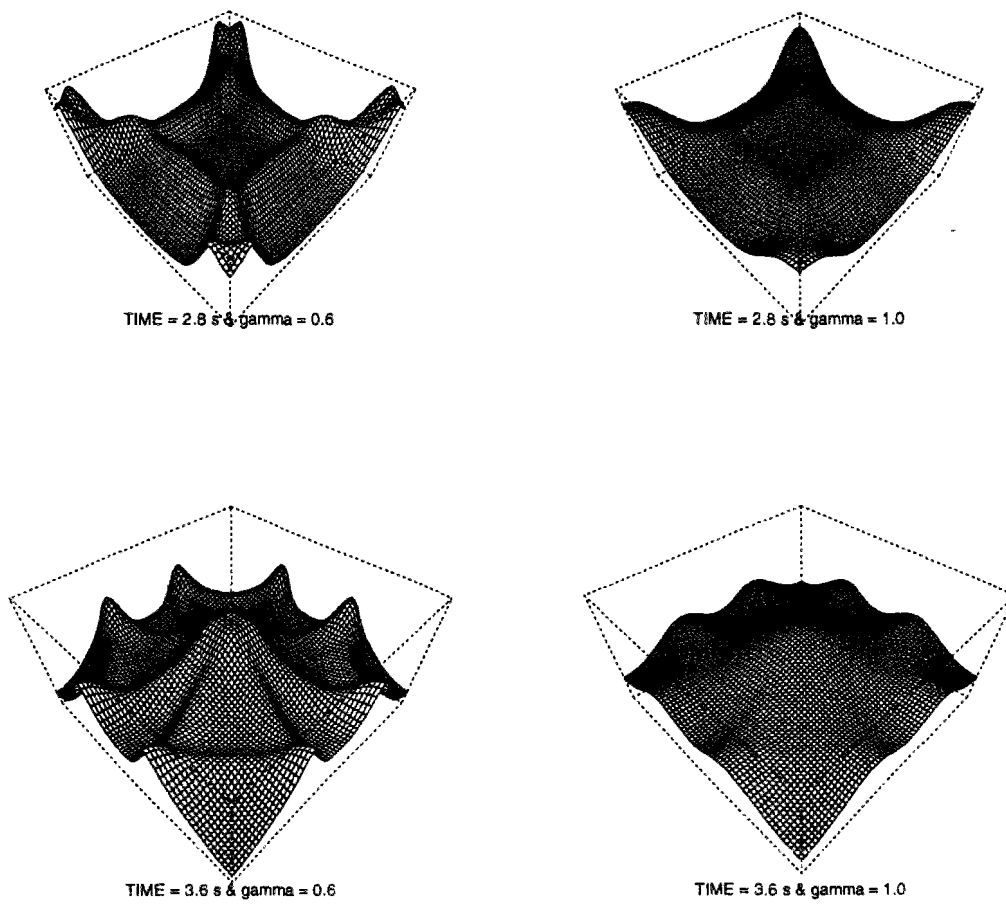 TIME = 2.8 s & gamma = 0.6
TIME = 2.8 s & gamma = 1.0
TIME = 3.6 s & gamma = 0.6
TIME = 3.6 s & gamma = 1.0